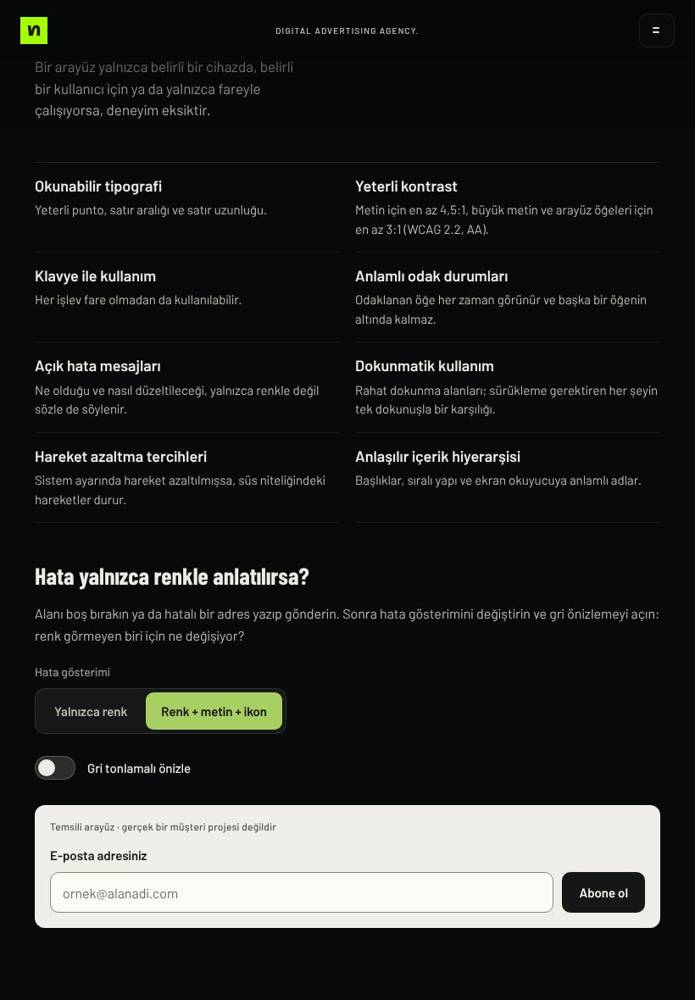 n
DIGITAL ADVERTISING AGENCY.
Bir arayüz yalnızca belirli bir cihazda, belirli
bir kullanıcı için ya da yalnızca fareyle
çalışıyorsa, deneyim eksiktir.
Okunabilir tipografi
Yeterli punto, satır aralığı ve satır uzunluğu.
Yeterli kontrast
Metin için en az 4,5:1, büyük metin ve arayüz öğeleri için
en az 3:1 (WCAG 2.2, AA).
Klavye ile kullanım
Her işlev fare olmadan da kullanılabilir.
Anlamlı odak durumları
Odaklanan öğe her zaman görünür ve başka bir öğenin
altında kalmaz.
Açık hata mesajları
Ne olduğu ve nasıl düzeltileceği, yalnızca renkle değil
sözle de söylenir.
Dokunmatik kullanım
Rahat dokunma alanları; sürükleme gerektiren her şeyin
tek dokunuşla bir karşılığı.
Hareket azaltma tercihleri
Sistem ayarında hareket azaltılmışsa, süs niteliğindeki
hareketler durur.
Anlaşılır içerik hiyerarşisi
Başlıklar, sıralı yapı ve ekran okuyucuya anlamlı adlar.
Hata yalnızca renkle anlatılırsa?
Alanı boş bırakın ya da hatalı bir adres yazıp gönderin. Sonra hata gösterimini değiştirin ve gri önizlemeyi açın:
renk görmeyen biri için ne değişiyor?
Hata gösterimi
Yalnızca renk
Renk + metin + ikon
Gri tonlamalı önizle
Temsili arayüz · gerçek bir müşteri projesi değildir
E-posta adresiniz
ornek@alanadi.com
Abone ol